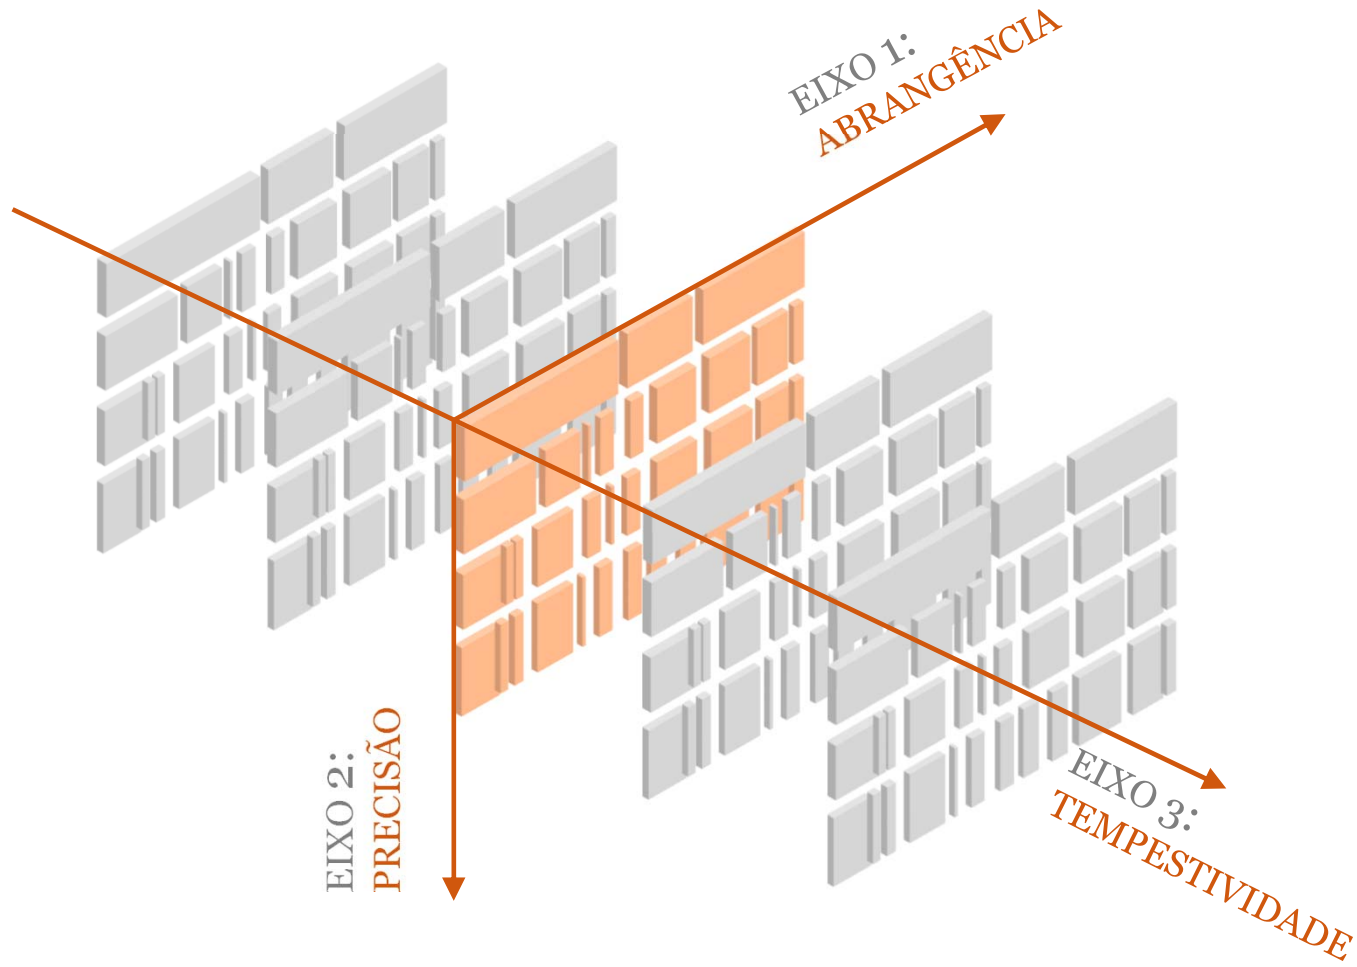 EIXO 1:
ABRANGÊNCIA
EIXO 2:
PRECISÃO
EIXO 3:
TEMPESTIVIDADE